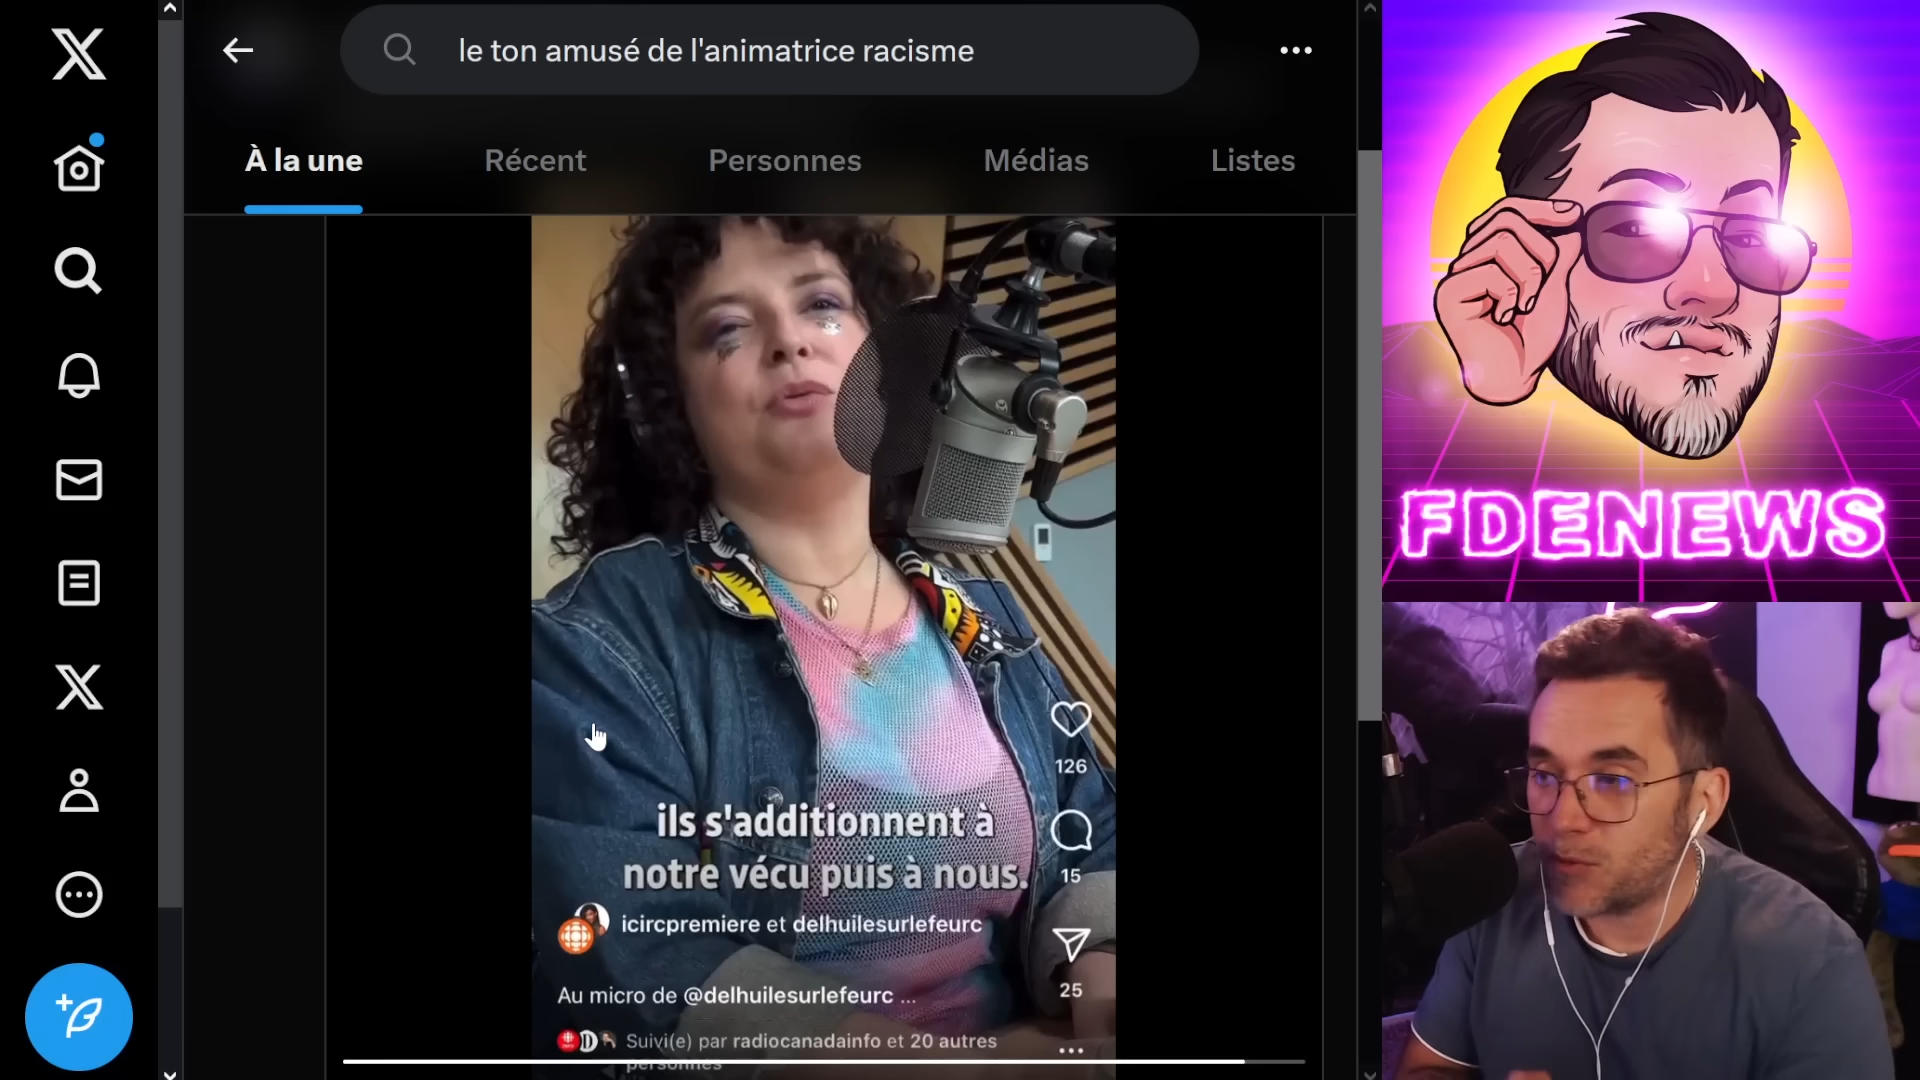 le ton amusé de l'animatrice racisme
À la une
Récent
Personnes
Médias
Listes
ils s'additionnent à
notre vécu puis à nous.
icircpremiere et delhuilesurlefeurc
Au micro de @delhuilesurlefeurc ...
Suivi(e) par radiocanadainfo et 20 autres
personnes
126
15
25
FDENEWS